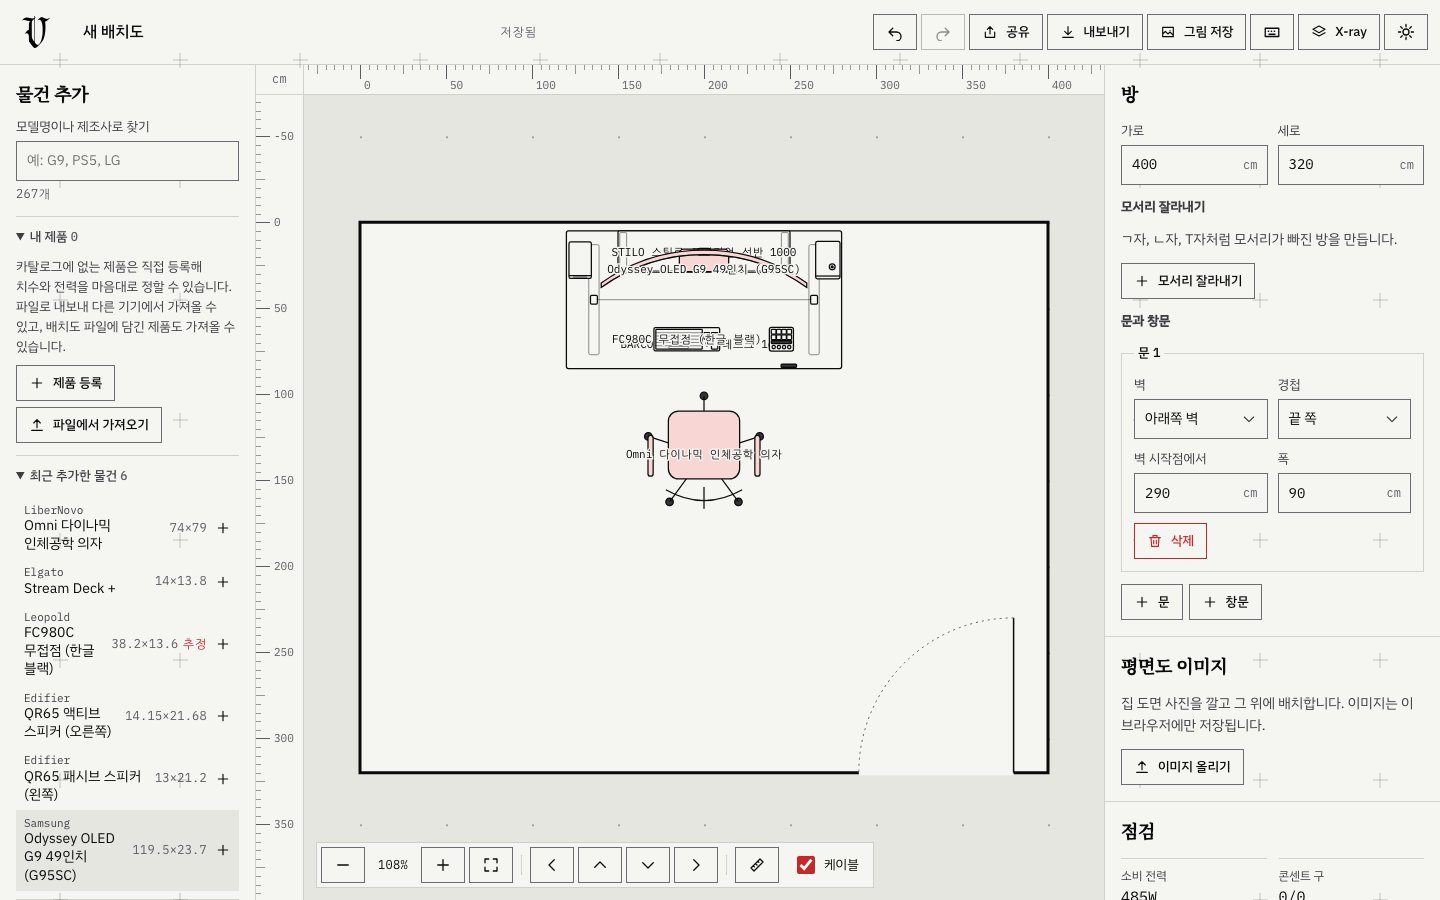 새 배치도
저장됨
공유
내보내기
그림 저장
X-ray
물건 추가
모델명이나 제조사로 찾기
예: G9, PS5, LG
267개
내 제품 0
카탈로그에 없는 제품은 직접 등록해
치수와 전력을 마음대로 정할 수 있습니다.
파일로 내보내 다른 기기에서 가져올 수
있고, 배치도 파일에 담긴 제품도 가져올 수
있습니다.
제품 등록
파일에서 가져오기
최근 추가한 물건 6
LiberNovo
Omni 다이나믹
인체공학 의자
74×79
Elgato
Stream Deck +
14×13.8
Leopold
FC980C
무접점 (한글
블랙)
38.2×13.6 추정
Edifier
QR65 액티브
스피커 (오른쪽)
14.15×21.68
Edifier
QR65 패시브 스피커
(왼쪽)
13×21.2
Samsung
Odyssey OLED
G9 49인치
(G95SC)
119.5×23.7
cm
0
50
100
150
200
250
300
350
400
-50
0
50
100
150
200
250
300
350
STILO
선반 1000
Odyssey OLED G9 49인치 (G95SC)
FC980C 무접점 (한글 블랙)
Omni 다이나믹 인체공학 의자
108%
케이블
방
가로
세로
400 cm
320 cm
모서리 잘라내기
ㄱ자, ㄴ자, T자처럼 모서리가 빠진 방을 만듭니다.
모서리 잘라내기
문과 창문
문 1
벽
경첩
아래쪽 벽
끝 쪽
벽 시작점에서
폭
290 cm
90 cm
삭제
문
창문
평면도 이미지
집 도면 사진을 깔고 그 위에 배치합니다. 이미지는 이
브라우저에만 저장됩니다.
이미지 올리기
점검
소비 전력
콘센트 구
485W
0/0